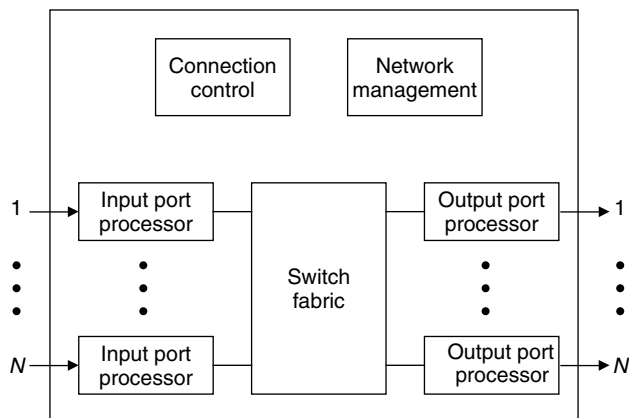 Connection
control
Network
management
1
Input port
processor
Output port
processor
1
Switch
fabric
N
Input port
processor
Output port
processor
N